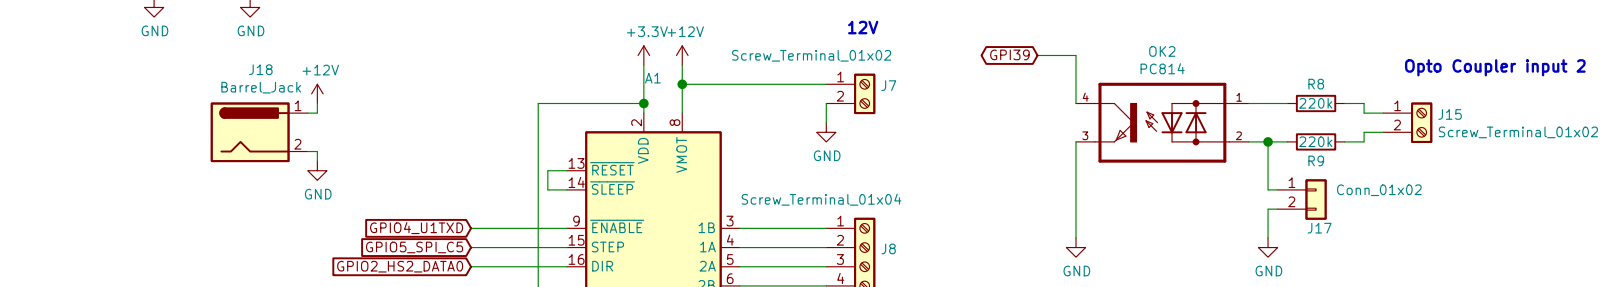 GND
GND
J18
Barrel_Jack
+12V
1
2
GND
+3.3V
+12V
12V
A1
Screw_Terminal_01x02
1
2
J7
GND
2
8
VDD
VMOT
13
RESET
14
SLEEP
GPIO4_U1TXD
9
ENABLE
GPIO5_SPI_C5
15
STEP
GPIO2_HS2_DATA0
16
DIR
1B
3
1A
4
2A
5
2B
6
Screw_Terminal_01x04
1
2
3
4
J8
GPI39
OK2
PC814
4
3
1
2
GND
Opto Coupler input 2
R8
220k
220k
R9
1
2
J15
Screw_Terminal_01x02
1
2
Conn_01x02
J17
GND